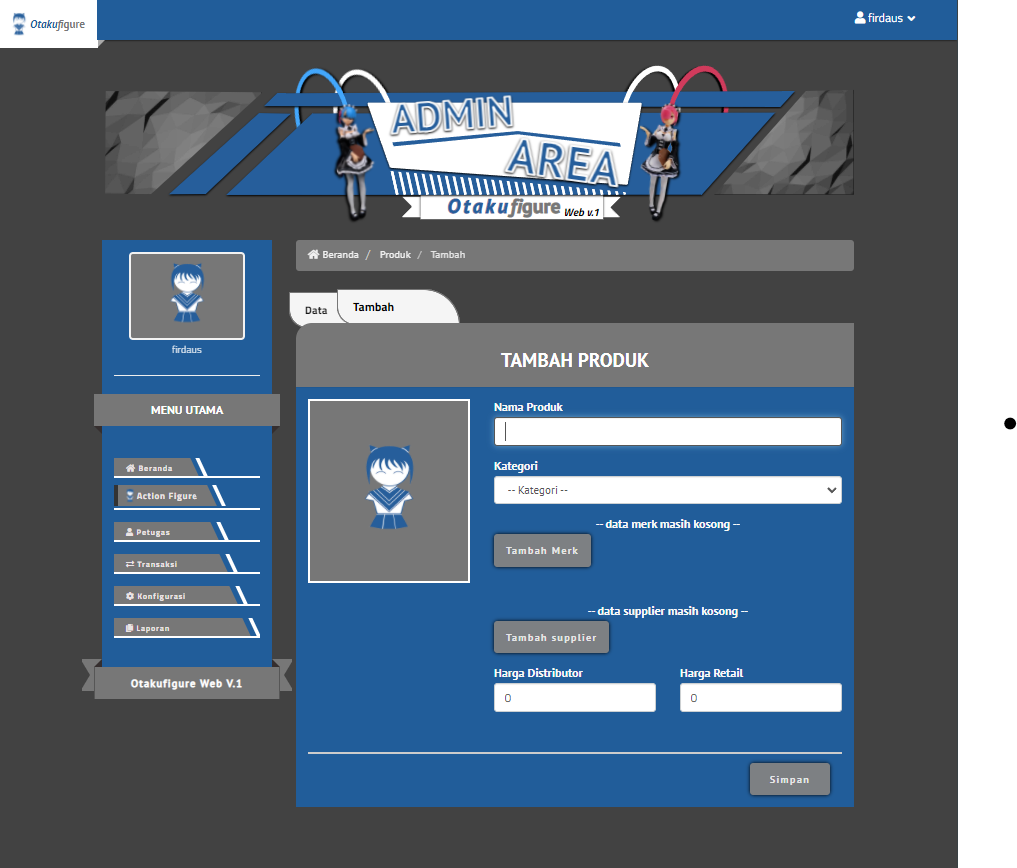 Otakufigure
firdaus
ADMIN
AREA
Otakufigure Web v.1
firdaus
MENU UTAMA
Beranda
Action Figure
Petugas
Transaksi
Konfigurasi
Laporan
Otakufigure Web V.1
Beranda / Produk / Tambah
Data
Tambah
TAMBAH PRODUK
Nama Produk
Kategori
-- Kategori --
-- data merk masih kosong --
Tambah Merk
-- data supplier masih kosong --
Tambah supplier
Harga Distributor
Harga Retail
0
0
Simpan